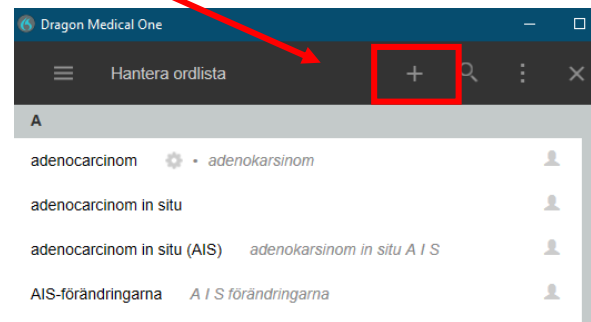 Dragon Medical One
Hantera ordlista
A
adenocarcinom • adenokarsinom
adenocarcinom in situ
adenocarcinom in situ (AIS) adenokarsinom in situ A I S
AIS-förändringarna A I S förändringarna